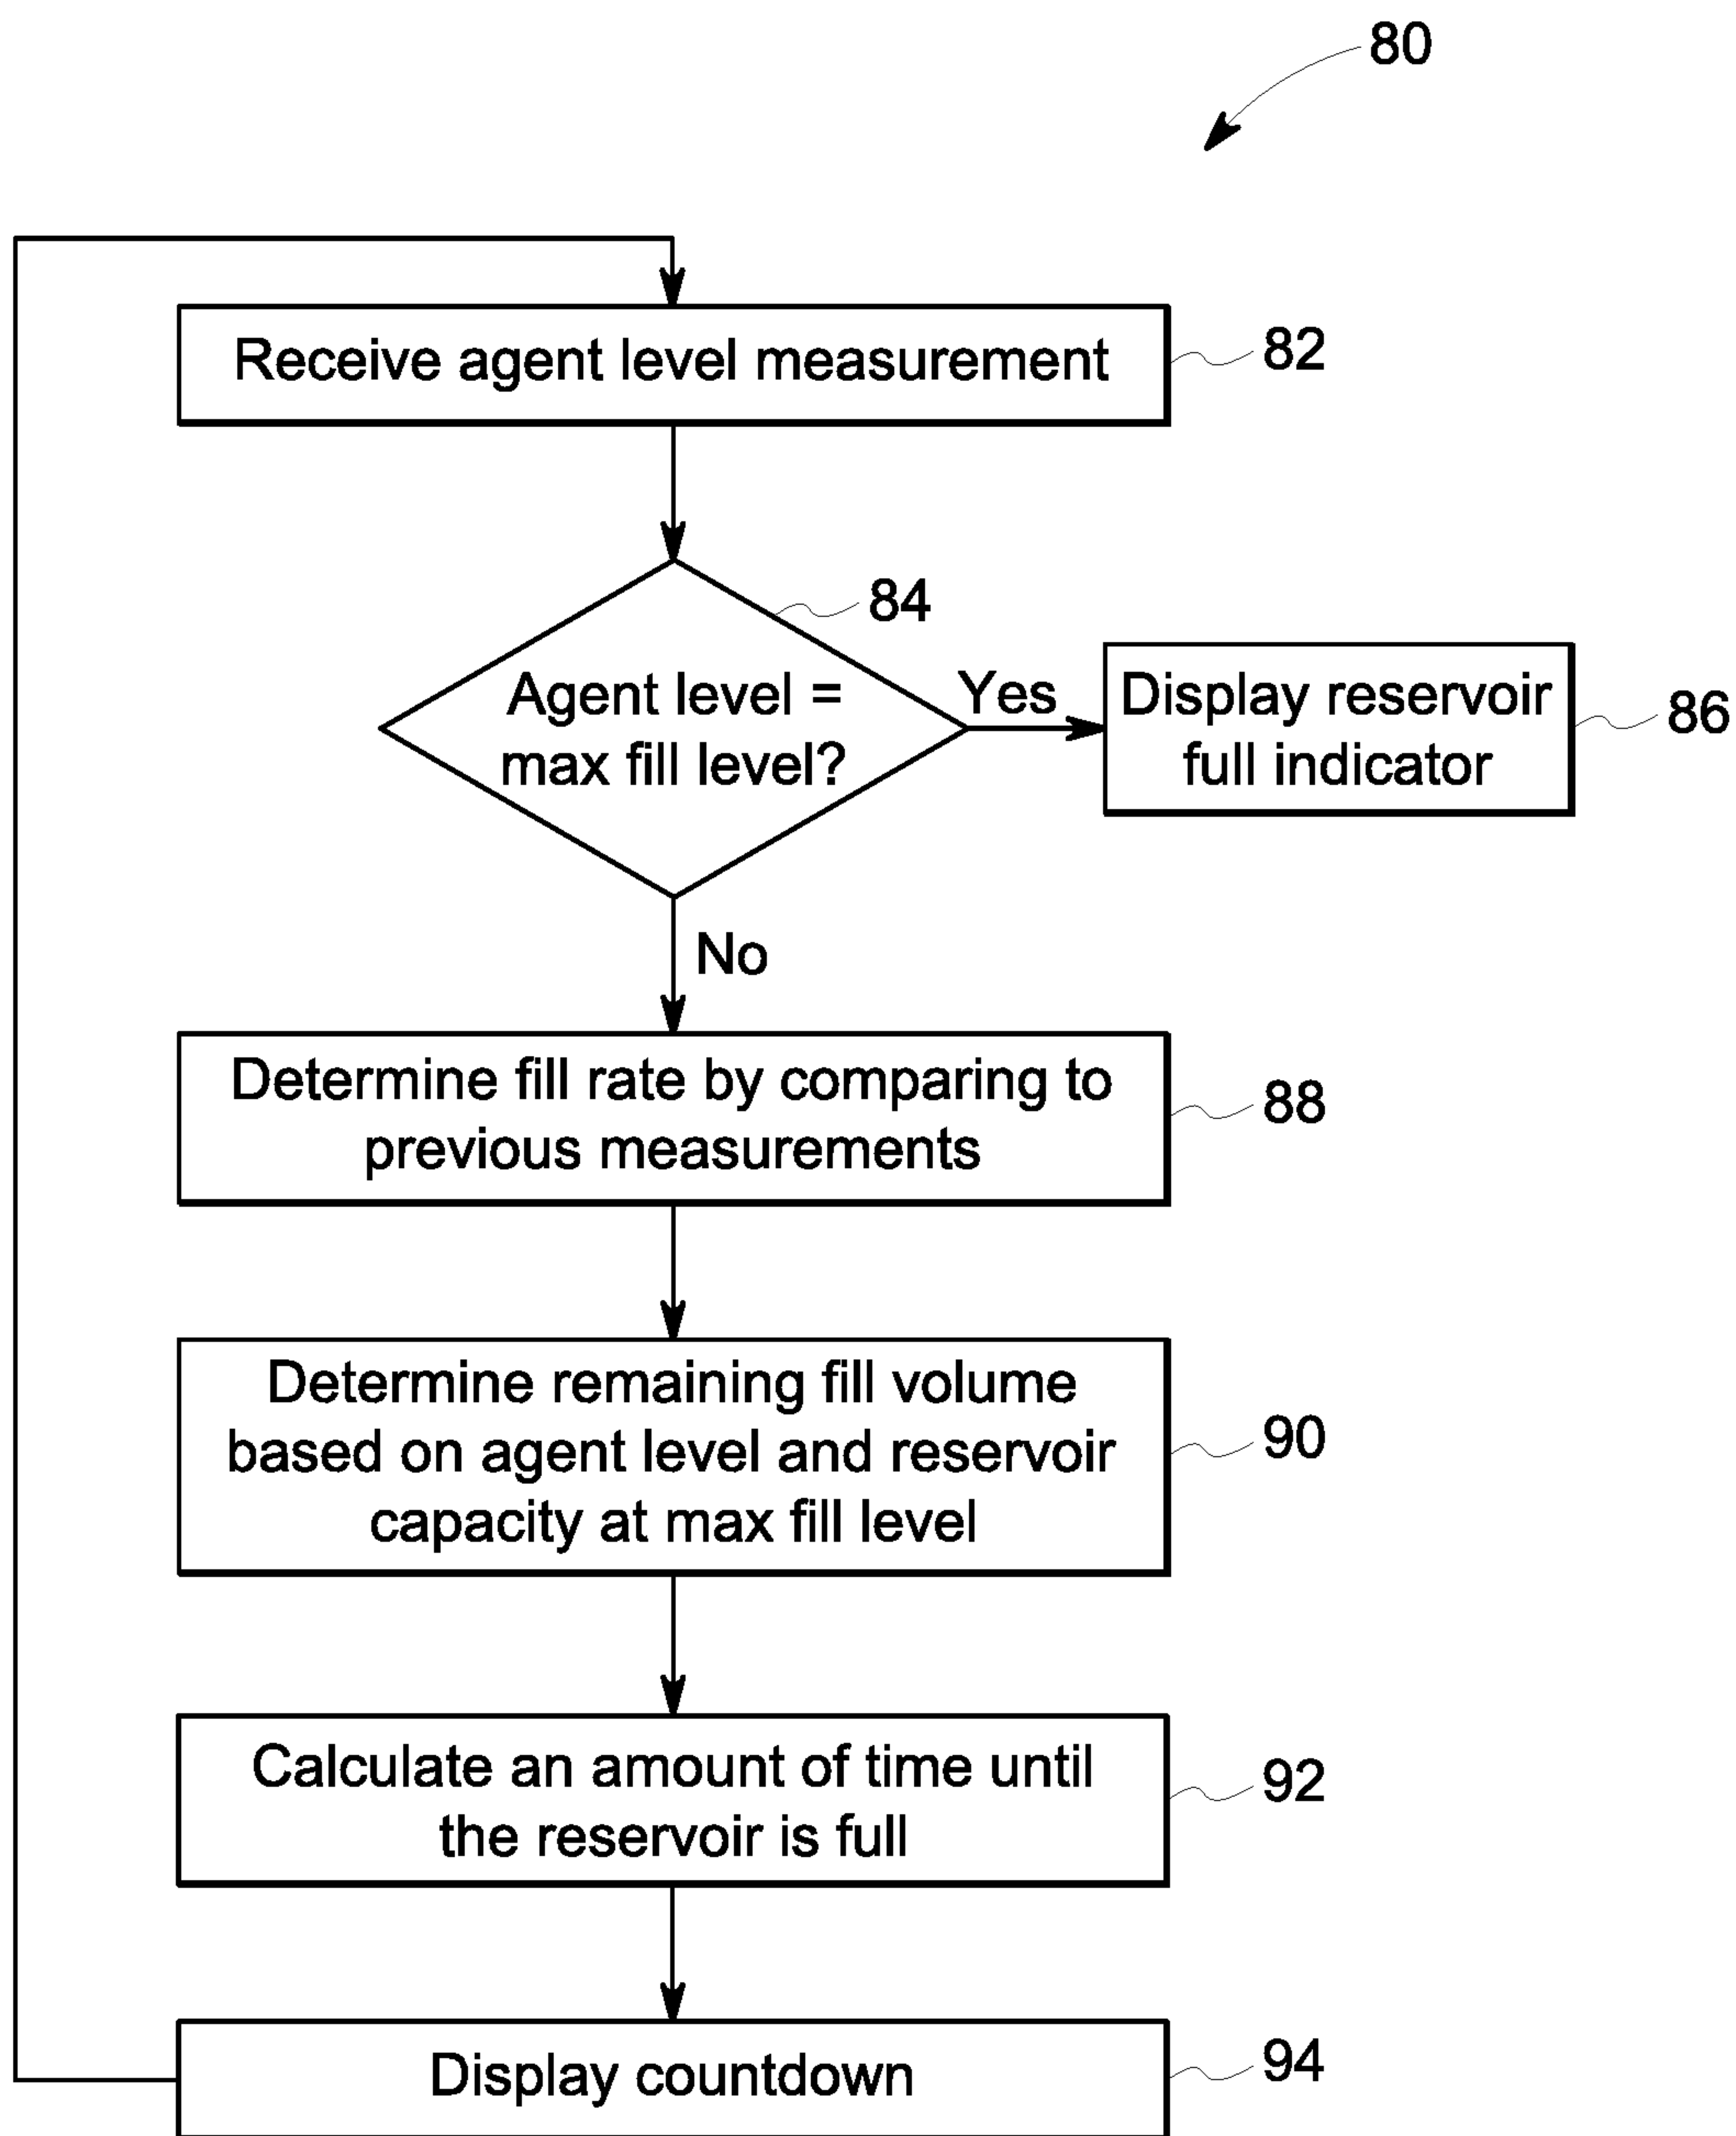 80
Receive agent level measurement
82
84
Agent level =
max fill level?
Yes
Display reservoir
full indicator
86
No
Determine fill rate by comparing to
previous measurements
88
Determine remaining fill volume
based on agent level and reservoir
capacity at max fill level
90
Calculate an amount of time until
the reservoir is full
92
Display countdown
94